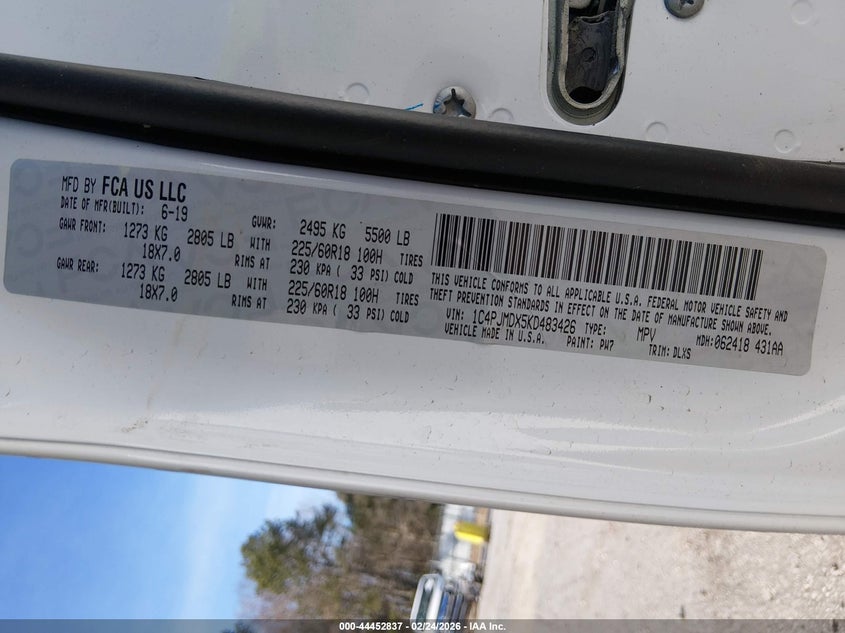 MFD BY FCA US LLC
DATE OF MFR(BUILT): 6-19 GVWR: 2495 KG 5500 LB
GAWR FRONT: 1273 KG 2805 LB WITH 225/60R18 100H TIRES
18X7.0 RIMS AT 230 KPA ( 33 PSI) COLD
GAWR REAR: 1273 KG 2805 LB WITH 225/60R18 100H TIRES
18X7.0 RIMS AT 230 KPA ( 33 PSI) COLD
THIS VEHICLE CONFORMS TO ALL APPLICABLE U.S.A. FEDERAL MOTOR VEHICLE SAFETY AND
THEFT PREVENTION STANDARDS IN EFFECT ON THE DATE OF MANUFACTURE SHOWN ABOVE.
VIN: 1C4PJMDX5KD483426 TYPE: MPV MDH:062418 431AA
VEHICLE MADE IN U.S.A. PAINT: PW7 TRIM: DLXS
000-44452837 - 02/24/2026 - IAA Inc.